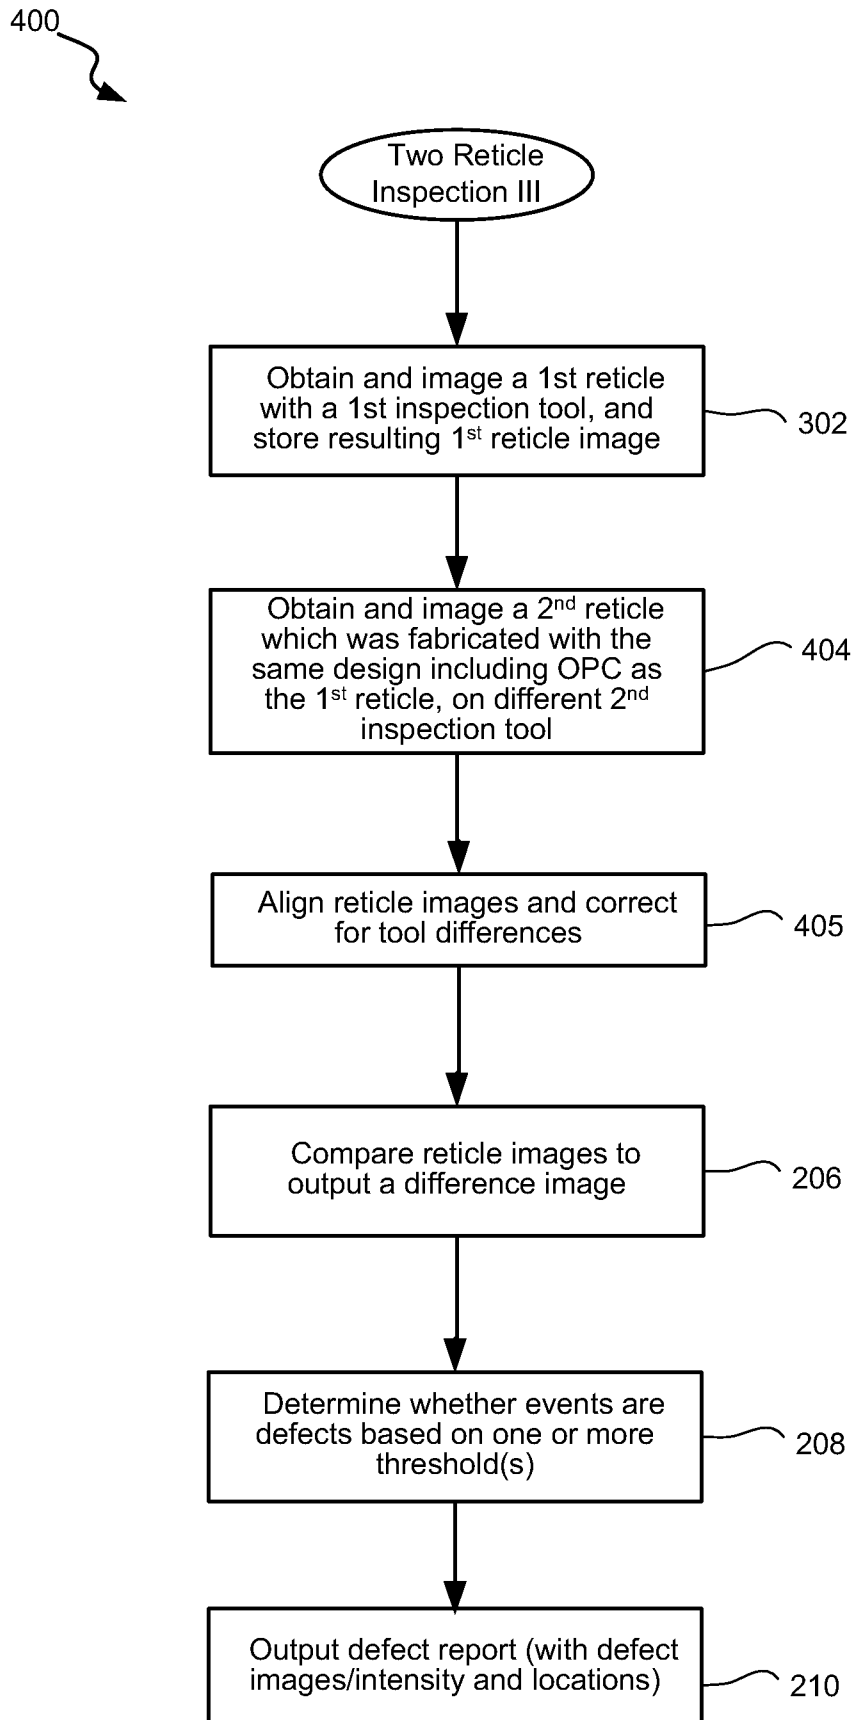 400
Two Reticle
Inspection III
Obtain and image a 1st reticle
with a 1st inspection tool, and
store resulting 1st reticle image
302
Obtain and image a 2nd reticle
which was fabricated with the
same design including OPC as
the 1st reticle, on different 2nd
inspection tool
404
Align reticle images and correct
for tool differences
405
Compare reticle images to
output a difference image
206
Determine whether events are
defects based on one or more
threshold(s)
208
Output defect report (with defect
images/intensity and locations)
210